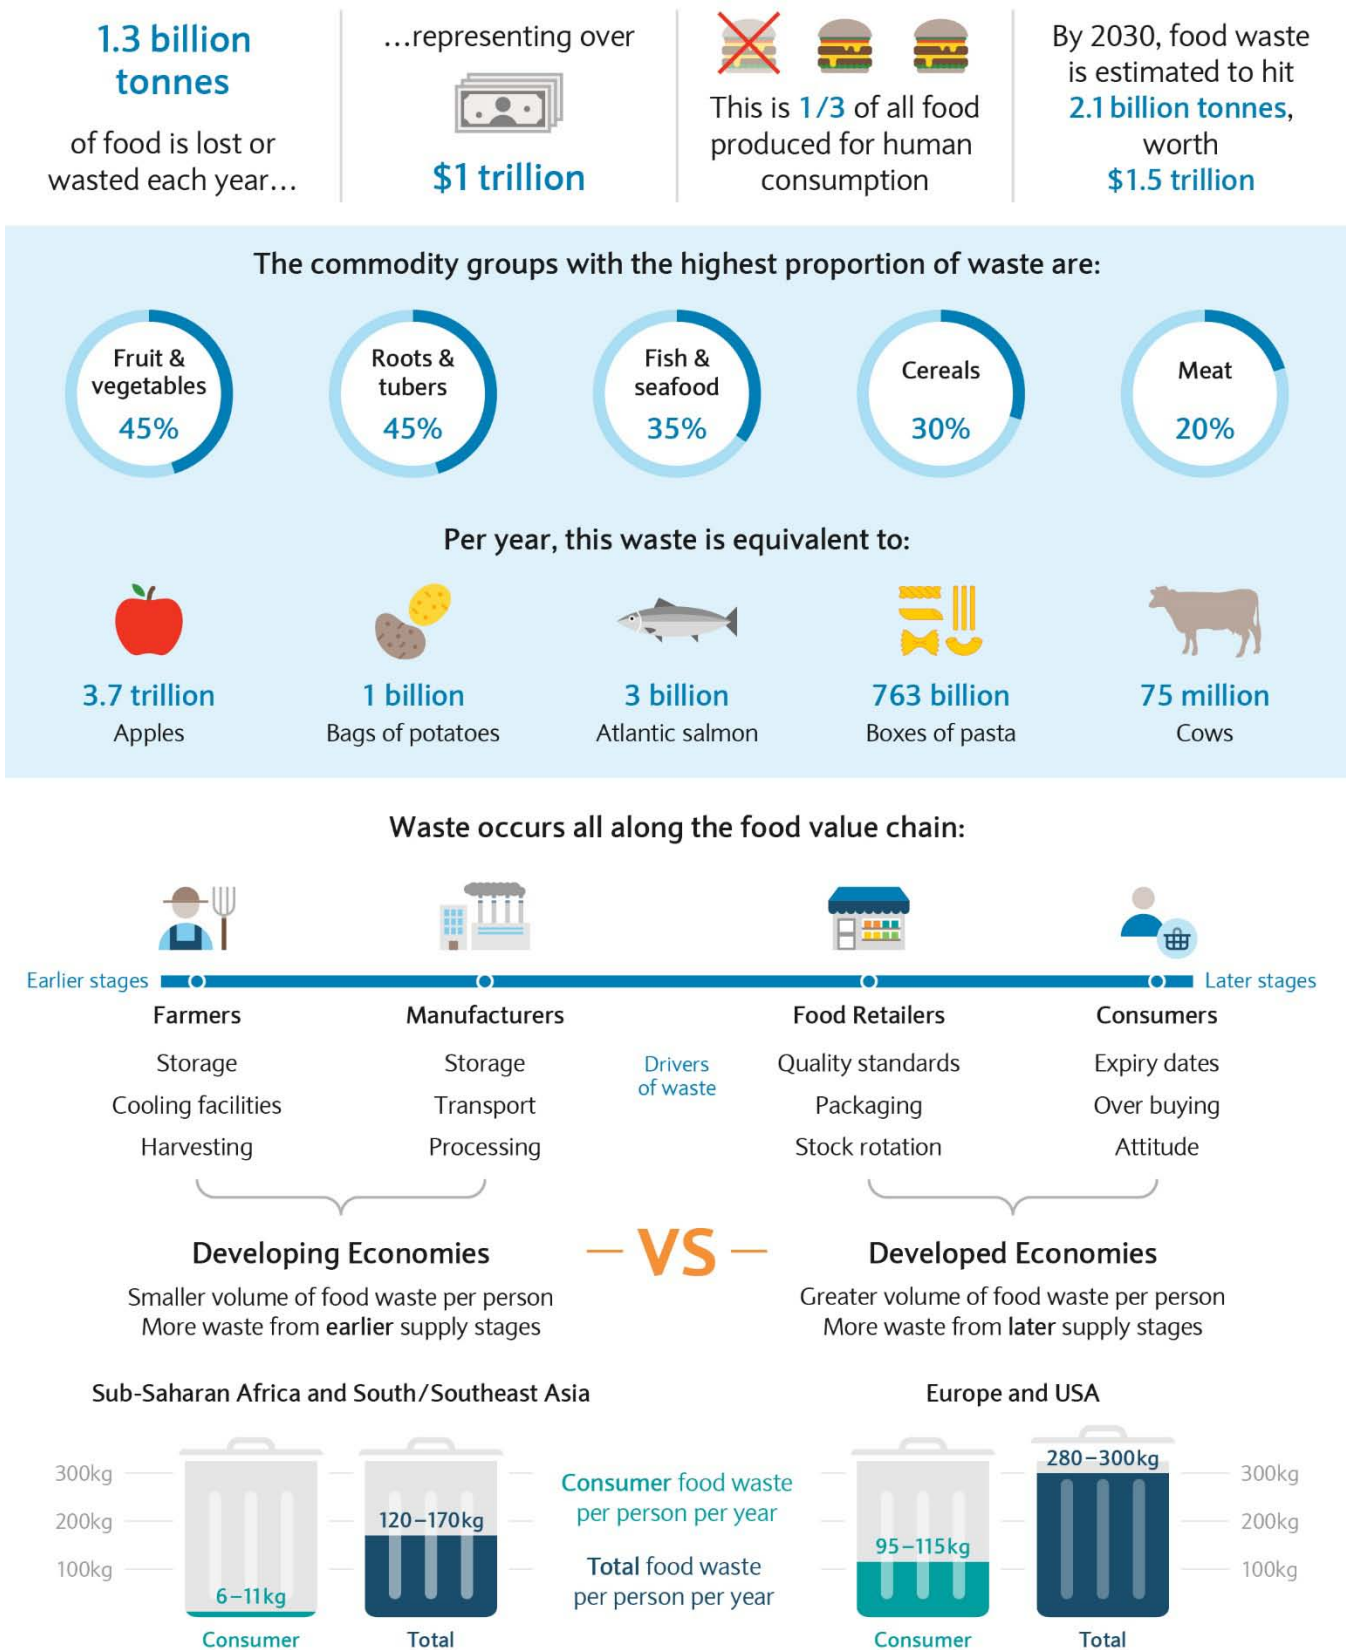 1.3 billion
tonnes
of food is lost or
wasted each year...
...representing over
$1 trillion
This is 1/3 of all food
produced for human
consumption
By 2030, food waste
is estimated to hit
2.1 billion tonnes,
worth
$1.5 trillion
The commodity groups with the highest proportion of waste are:
Fruit &
vegetables
45%
Roots &
tubers
45%
Fish &
seafood
35%
Cereals
30%
Meat
20%
Per year, this waste is equivalent to:
3.7 trillion
Apples
1 billion
Bags of potatoes
3 billion
Atlantic salmon
763 billion
Boxes of pasta
75 million
Cows
Waste occurs all along the food value chain:
Earlier stages
Later stages
Farmers
Storage
Cooling facilities
Harvesting
Manufacturers
Storage
Transport
Processing
Drivers
of waste
Food Retailers
Quality standards
Packaging
Stock rotation
Consumers
Expiry dates
Over buying
Attitude
Developing Economies
Smaller volume of food waste per person
More waste from earlier supply stages
VS
Developed Economies
Greater volume of food waste per person
More waste from later supply stages
Sub-Saharan Africa and South/Southeast Asia
300kg
200kg
100kg
6–11kg
Consumer
120–170kg
Total
Consumer food waste
per person per year
Total food waste
per person per year
Europe and USA
95–115kg
Consumer
280–300kg
Total
300kg
200kg
100kg